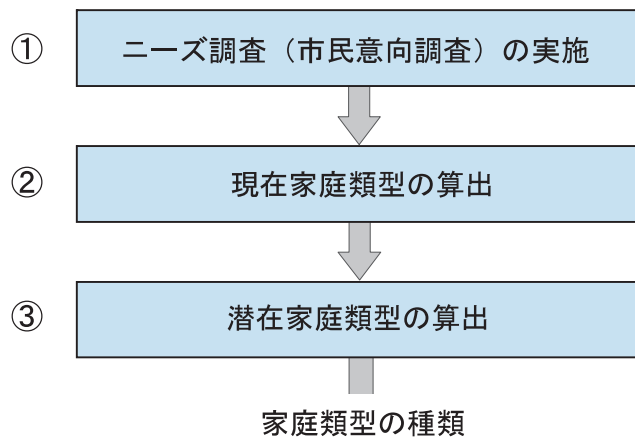 ① ニーズ調査（市民意向調査）の実施
② 現在家庭類型の算出
③ 潜在家庭類型の算出
家庭類型の種類